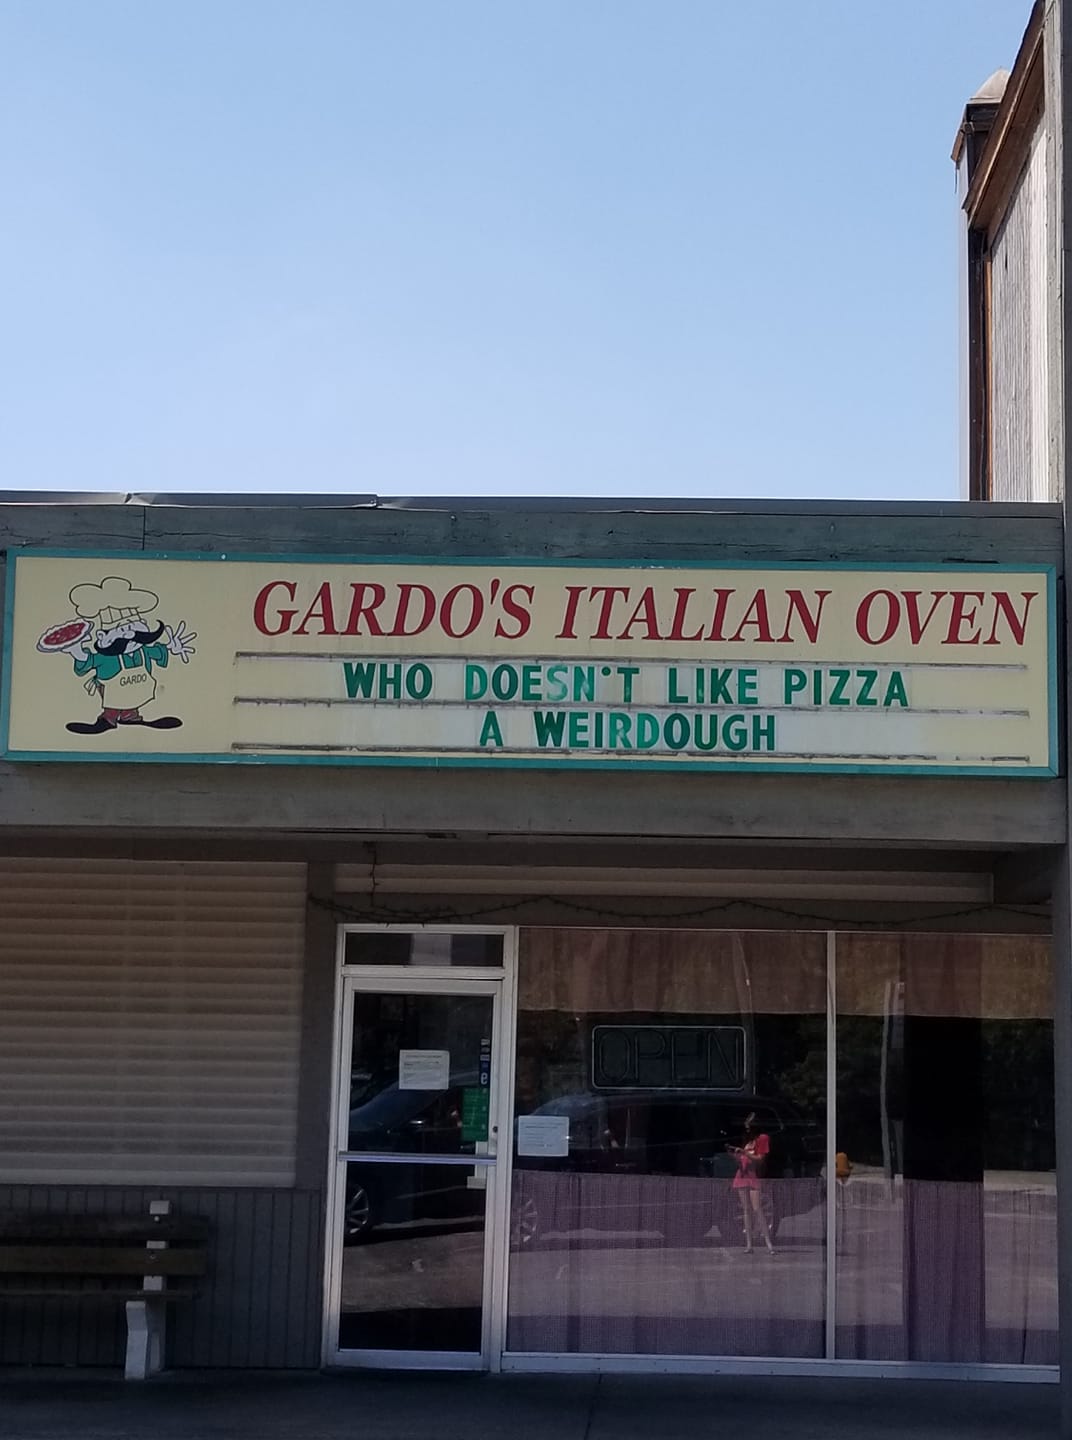 GARDO'S ITALIAN OVEN
WHO DOESN'T LIKE PIZZA
A WEIRDOUGH
GARDO
OPEN